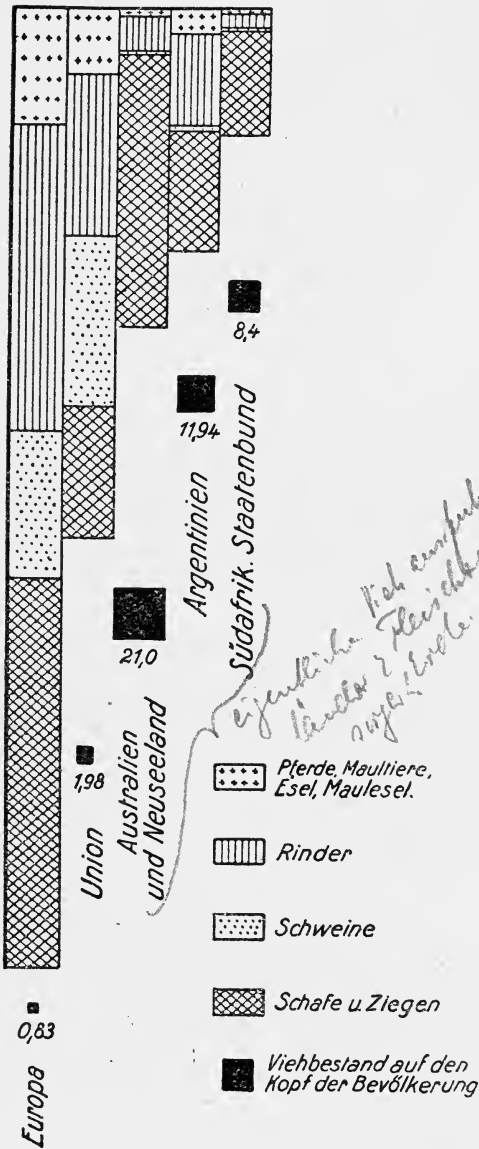 8,4
Südafrik. Staatenbund
11,94
Argentinien
21,0
Australien
und Neuseeland
1,98
Union
0,83
Europa
eigentliche Vieh
länder
Pferde, Maultiere,
Esel, Maulesel.
Rinder
Schweine
Schafe u. Ziegen
Viehbestand auf den
Kopf der Bevölkerung